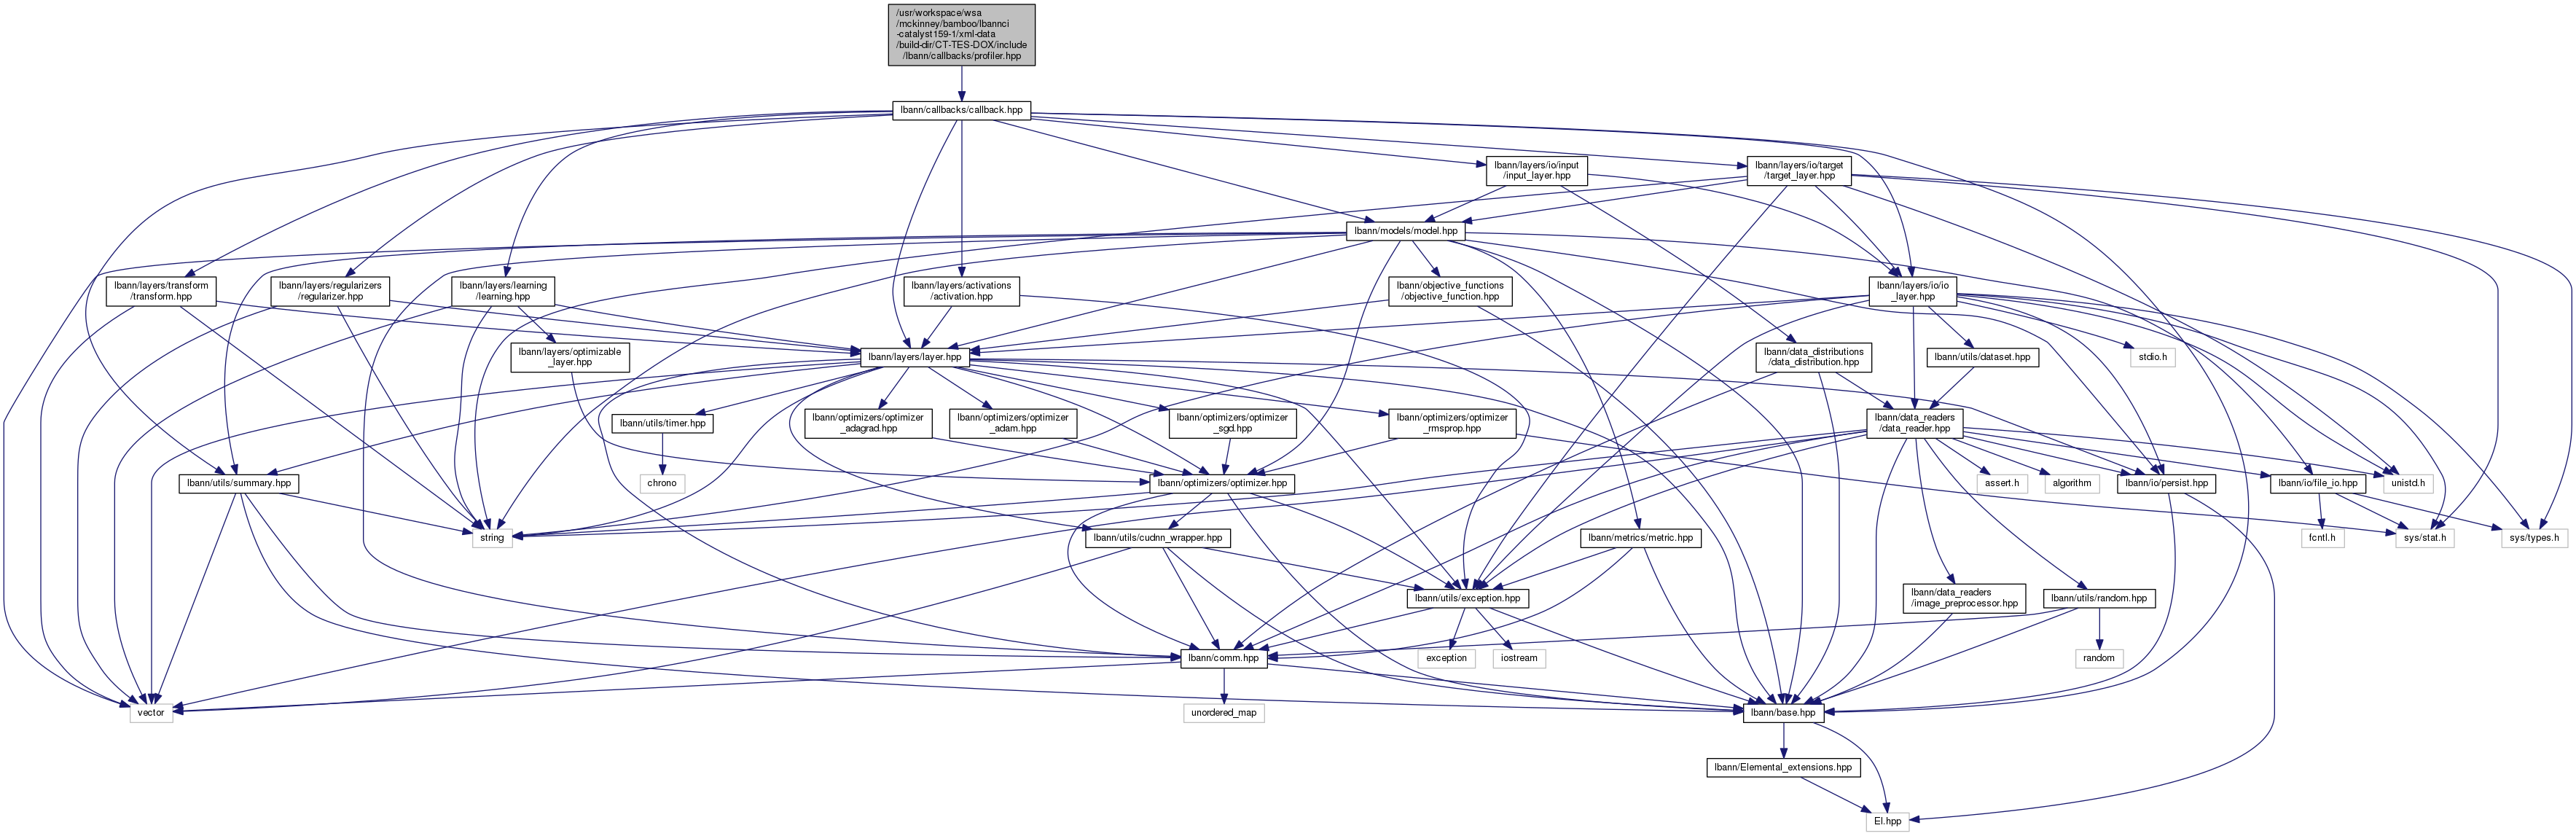 /usr/workspace/wsa
/mckinney/bamboo/lbannci
-catalyst159-1/xml-data
/build-dir/CT-TES-DOX/include
/lbann/callbacks/profiler.hpp
lbann/callbacks/callback.hpp
lbann/layers/io/input
/input_layer.hpp
lbann/layers/io/target
/target_layer.hpp
lbann/models/model.hpp
lbann/layers/transform
/transform.hpp
lbann/layers/regularizers
/regularizer.hpp
lbann/layers/learning
/learning.hpp
lbann/layers/activations
/activation.hpp
lbann/objective_functions
/objective_function.hpp
lbann/layers/io/io
_layer.hpp
lbann/layers/optimizable
_layer.hpp
lbann/layers/layer.hpp
lbann/data_distributions
/data_distribution.hpp
lbann/utils/dataset.hpp
stdio.h
lbann/utils/timer.hpp
lbann/optimizers/optimizer
_adagrad.hpp
lbann/optimizers/optimizer
_adam.hpp
lbann/optimizers/optimizer
_sgd.hpp
lbann/optimizers/optimizer
_rmsprop.hpp
lbann/data_readers
/data_reader.hpp
lbann/utils/summary.hpp
chrono
lbann/optimizers/optimizer.hpp
assert.h
algorithm
lbann/io/persist.hpp
lbann/io/file_io.hpp
unistd.h
string
lbann/utils/cudnn_wrapper.hpp
lbann/metrics/metric.hpp
fcntl.h
sys/stat.h
sys/types.h
lbann/utils/exception.hpp
lbann/data_readers
/image_preprocessor.hpp
lbann/utils/random.hpp
lbann/comm.hpp
exception
iostream
random
vector
unordered_map
lbann/base.hpp
lbann/Elemental_extensions.hpp
El.hpp